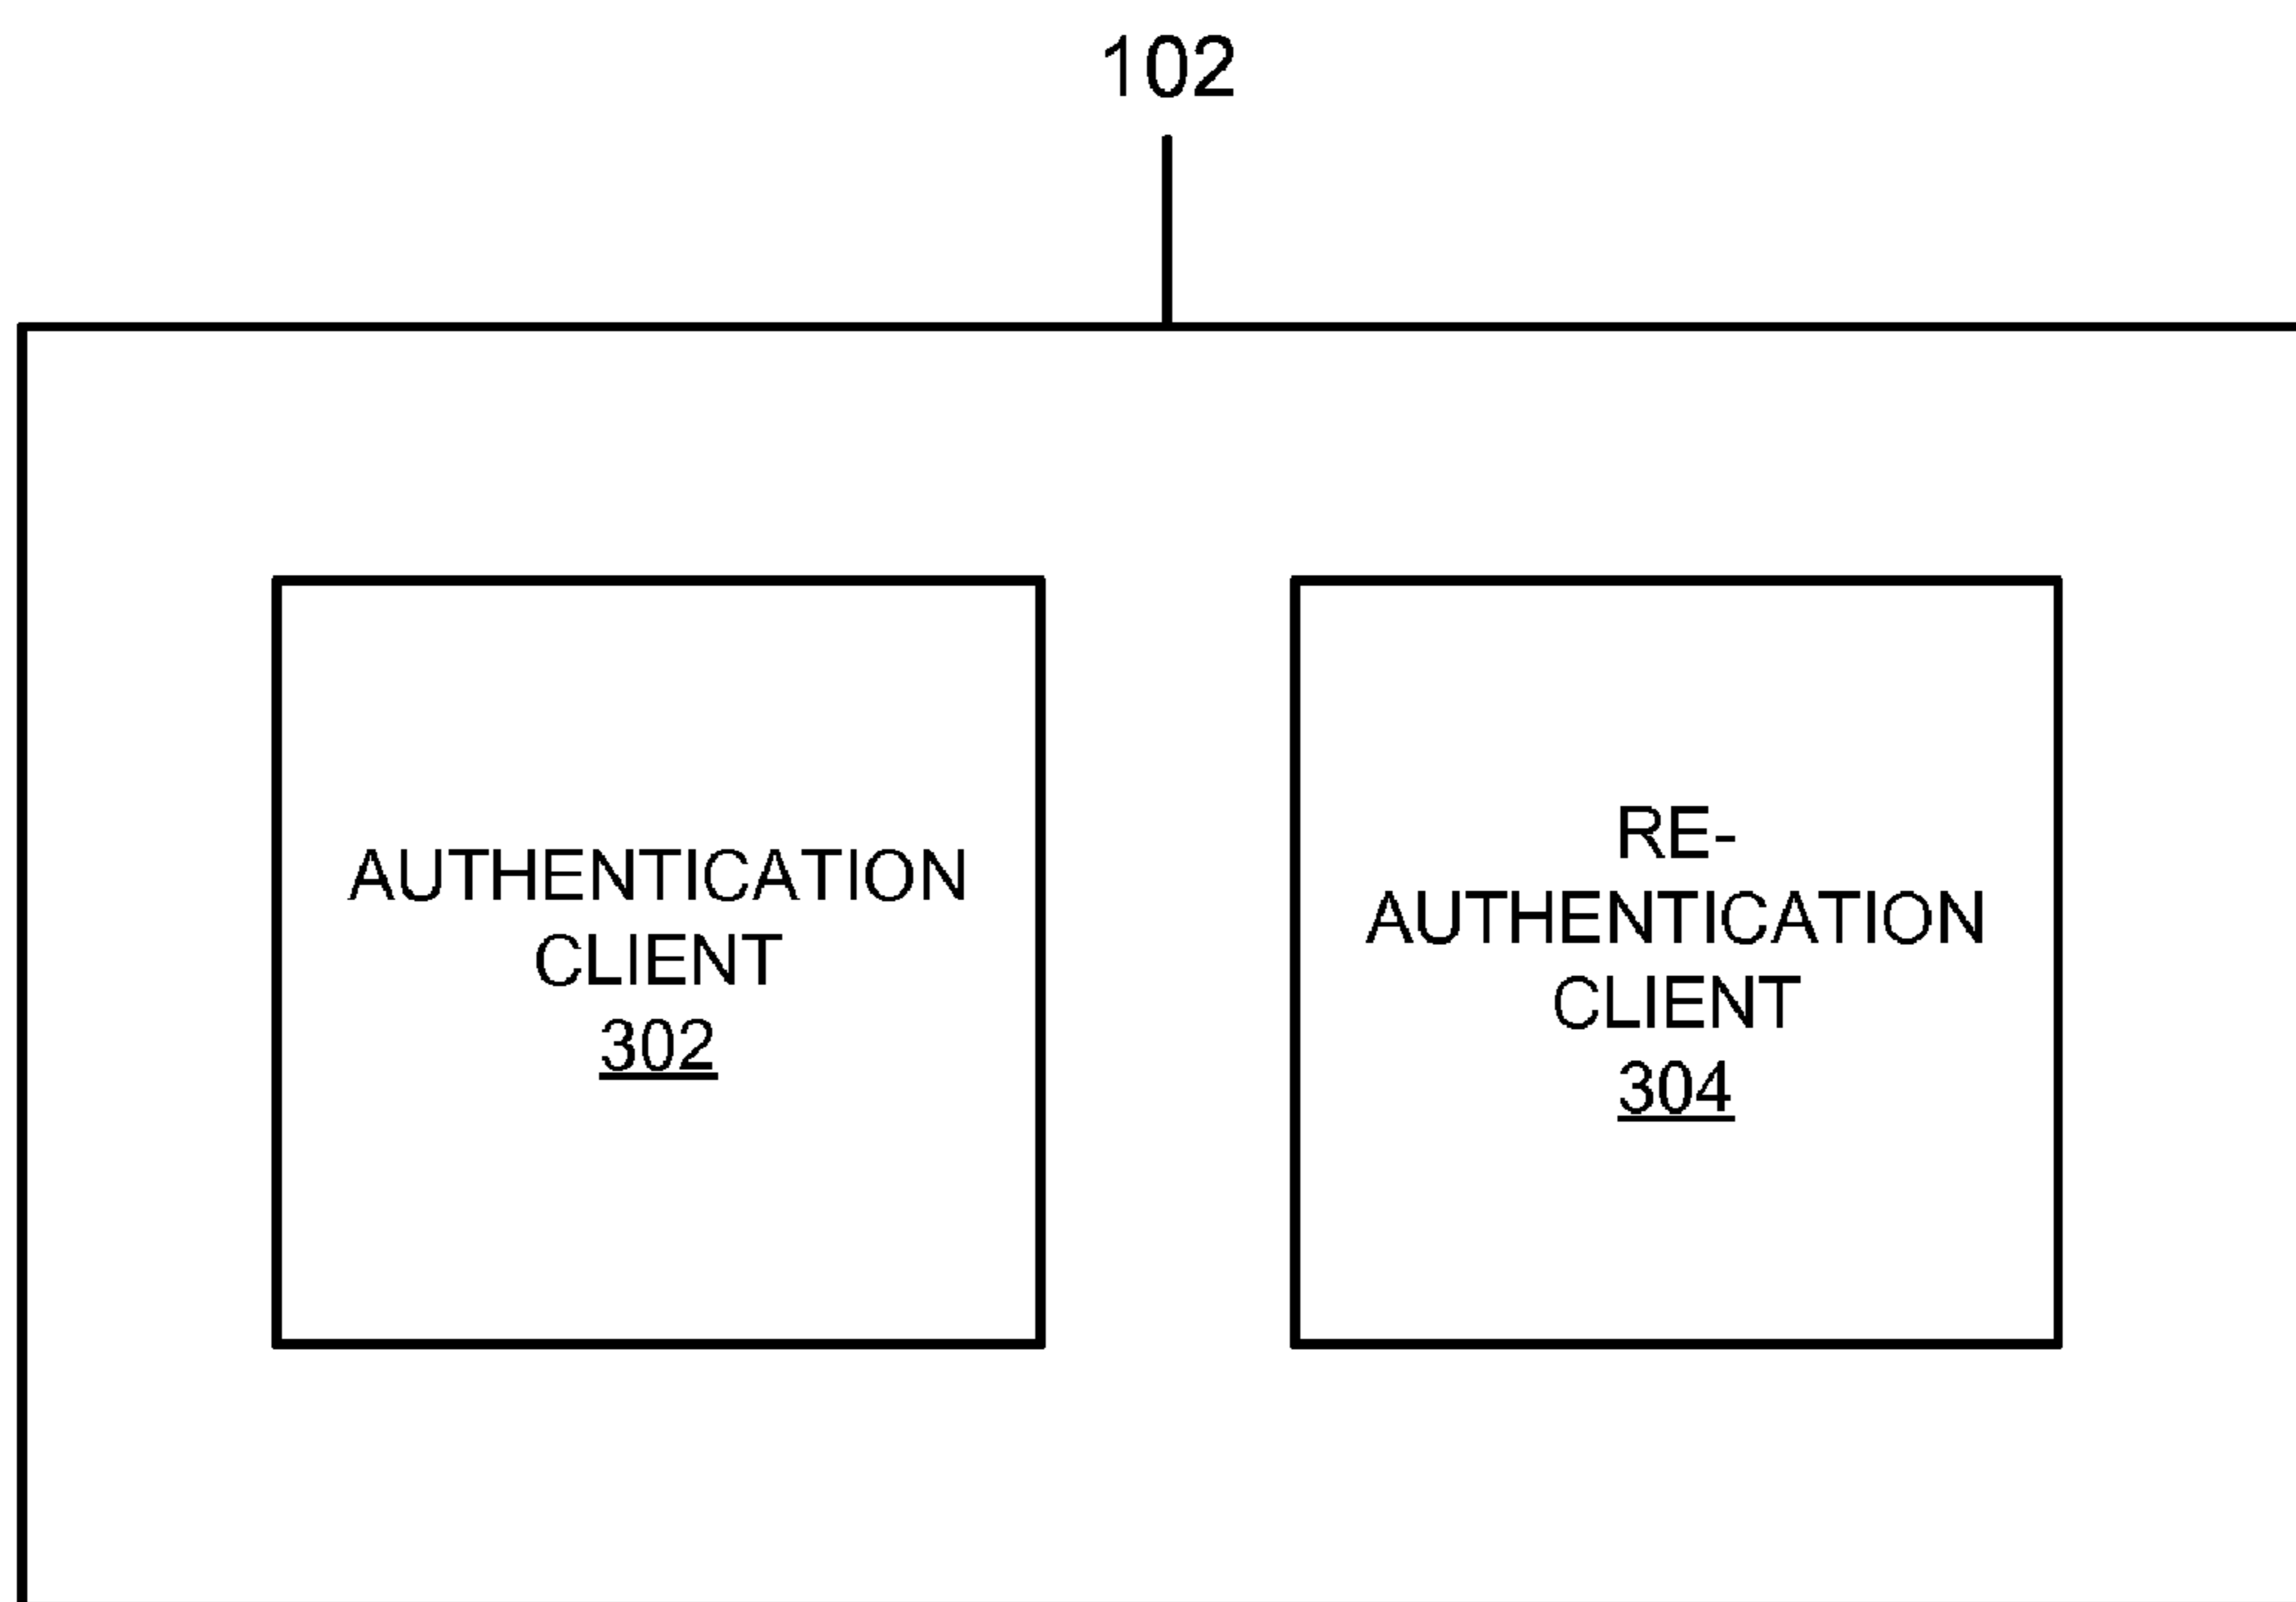 102
AUTHENTICATION
CLIENT
302
RE-
AUTHENTICATION
CLIENT
304